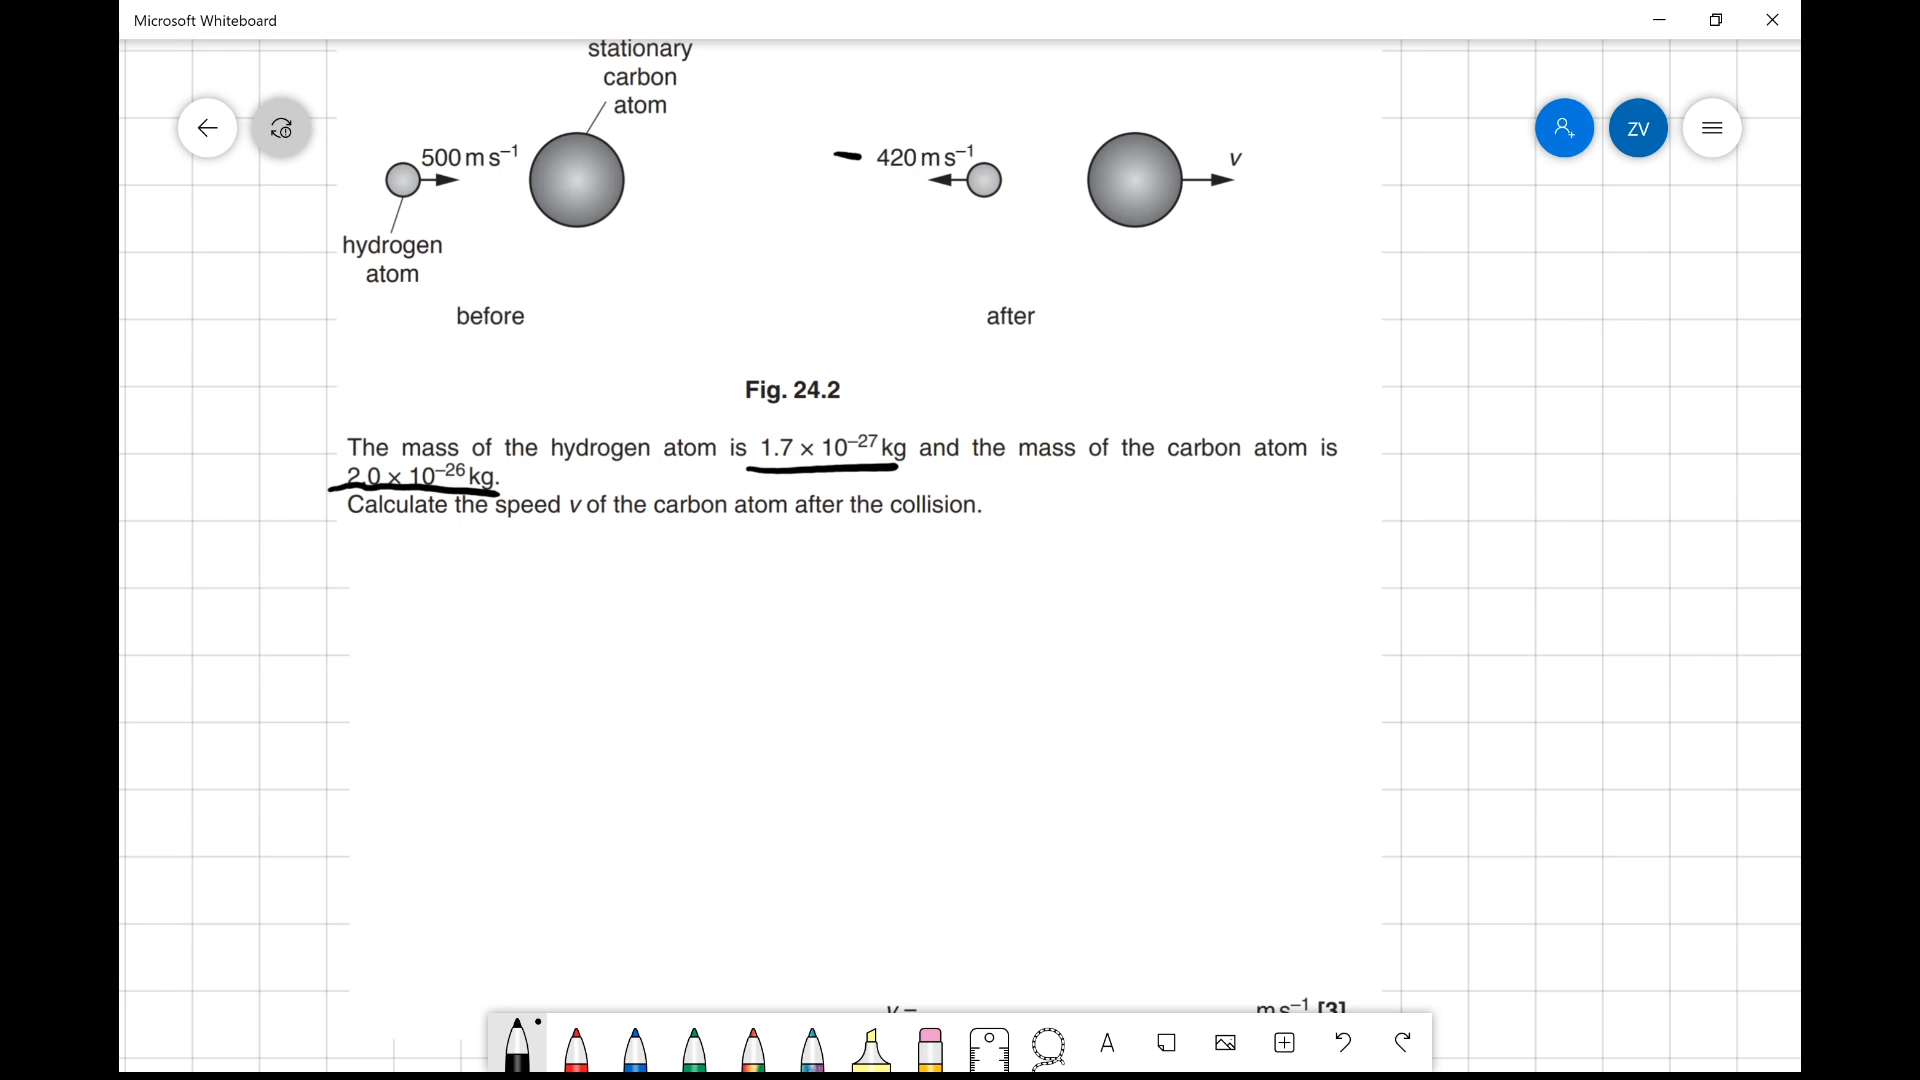 Microsoft Whiteboard
stationary
carbon
atom
500 m s⁻¹
– 420 m s⁻¹
v
ZV
hydrogen
atom
before
after
Fig. 24.2
The mass of the hydrogen atom is 1.7 × 10⁻²⁷ kg and the mass of the carbon atom is
2.0 × 10⁻²⁶ kg.
Calculate the speed v of the carbon atom after the collision.
v =
m s⁻¹ [3]
A